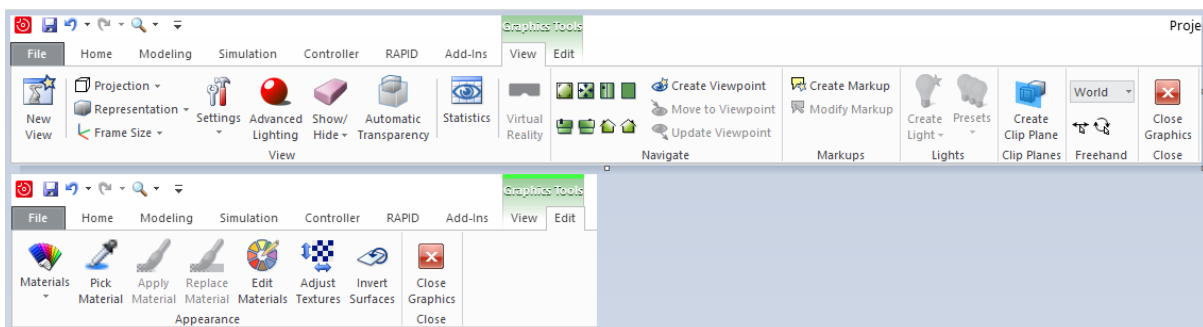 Graphics Tools
Proje
File Home Modeling Simulation Controller RAPID Add-Ins View Edit
Projection
Representation
Frame Size
New View
Settings
Advanced Lighting
Show/ Hide
Automatic Transparency
Statistics
Virtual Reality
Create Viewpoint
Move to Viewpoint
Update Viewpoint
Create Markup
Modify Markup
Create Light
Presets
Create Clip Plane
World
Close Graphics
View Navigate Markups Lights Clip Planes Freehand Close
Graphics Tools
File Home Modeling Simulation Controller RAPID Add-Ins View Edit
Materials Pick Apply Replace Edit Adjust Invert Close
Material Material Material Materials Textures Surfaces Graphics
Appearance Close